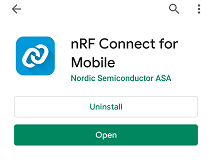 nRF Connect for
Mobile
Nordic Semiconductor ASA
Uninstall
Open